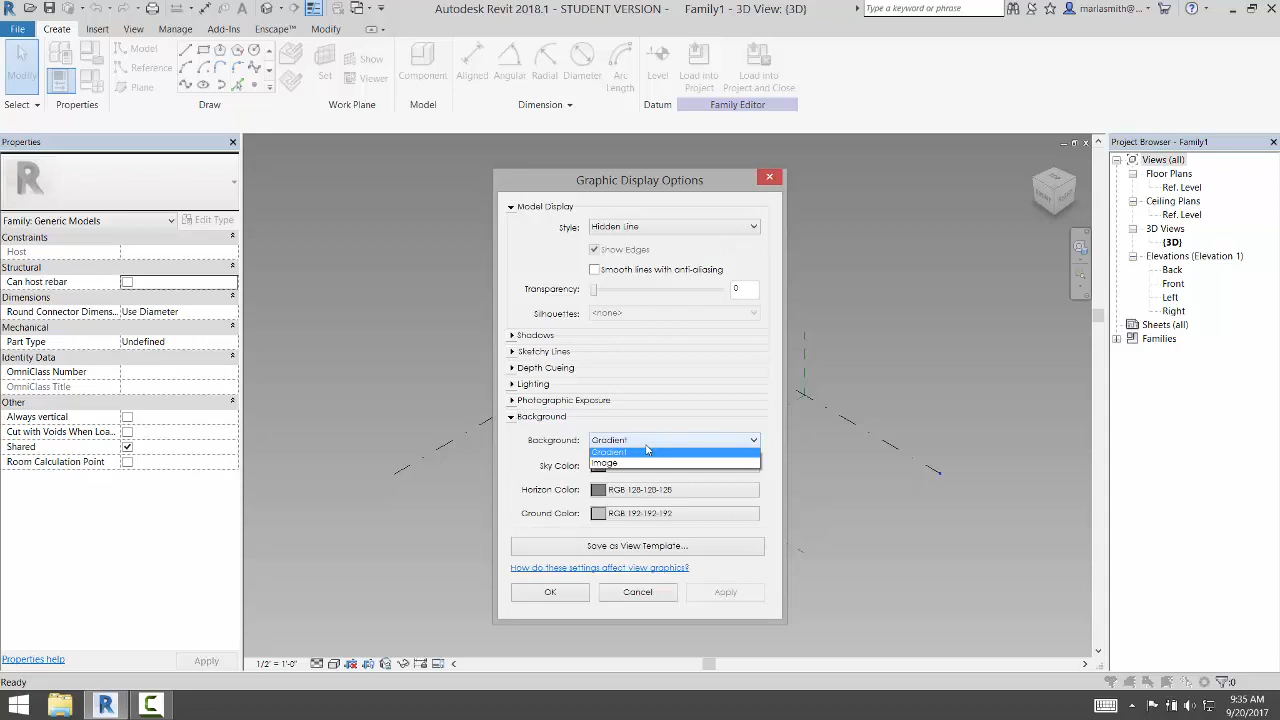 Autodesk Revit 2018.1 - STUDENT VERSION - Family1 - 3D View: {3D}
Type a keyword or phrase
marlasmith@...
File Create Insert View Manage Add-Ins Enscape™ Modify
Modify
Model
Reference
Plane
Set
Show
Viewer
Component
Aligned Angular Radial Diameter Arc Length
Level
Load into Project
Load into Project and Close
Select Properties Draw Work Plane Model Dimension Datum Family Editor
Properties
Family: Generic Models
Edit Type
Constraints
Host
Structural
Can host rebar
Dimensions
Round Connector Dimens... Use Diameter
Mechanical
Part Type Undefined
Identity Data
OmniClass Number
OmniClass Title
Other
Always vertical
Cut with Voids When Loa...
Shared
Room Calculation Point
Properties help
Apply
Graphic Display Options
Model Display
Style: Hidden Line
Show Edges
Smooth lines with anti-aliasing
Transparency: 0
Silhouettes: <none>
Shadows
Sketchy Lines
Depth Cueing
Lighting
Photographic Exposure
Background
Background: Gradient
Gradient
Image
Sky Color:
Horizon Color: RGB 128-128-128
Ground Color: RGB 192-192-192
Save as View Template...
How do these settings affect view graphics?
OK Cancel Apply
Project Browser - Family1
Views (all)
Floor Plans
Ref. Level
Ceiling Plans
Ref. Level
3D Views
{3D}
Elevations (Elevation 1)
Back
Front
Left
Right
Sheets (all)
Families
1/2" = 1'-0"
Ready
:0
9:35 AM
9/20/2017